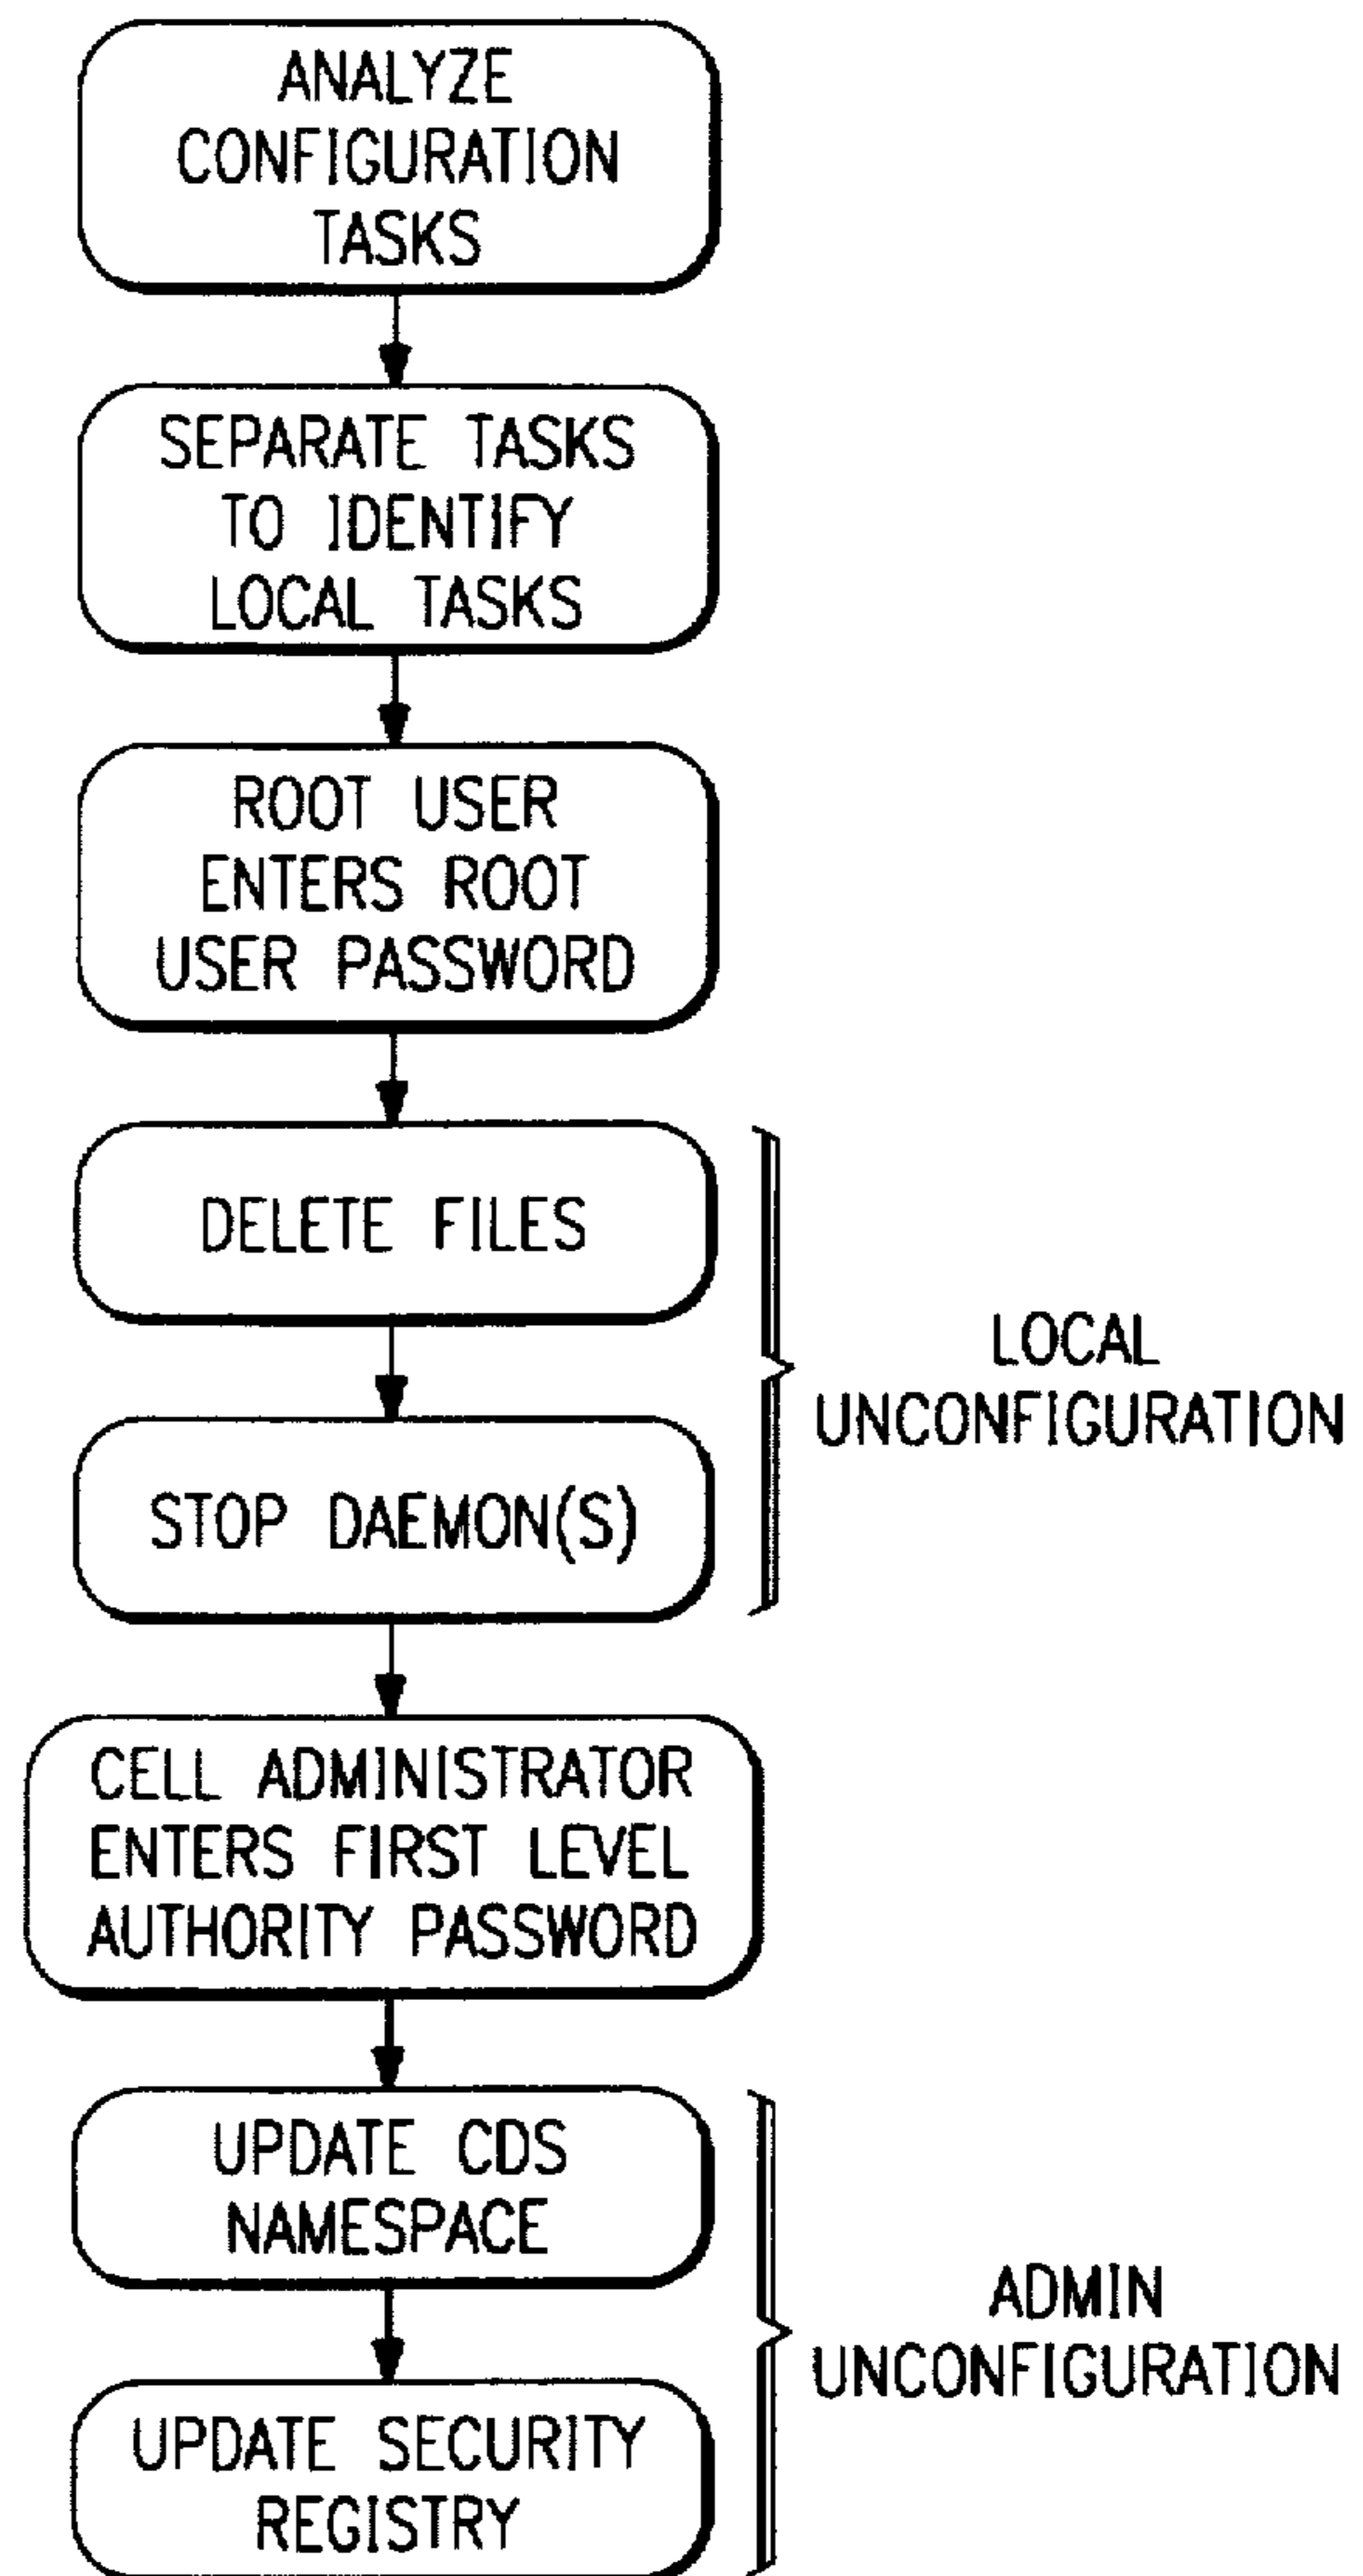 ANALYZE
CONFIGURATION
TASKS
SEPARATE TASKS
TO IDENTIFY
LOCAL TASKS
ROOT USER
ENTERS ROOT
USER PASSWORD
DELETE FILES
STOP DAEMON(S)
LOCAL
UNCONFIGURATION
CELL ADMINISTRATOR
ENTERS FIRST LEVEL
AUTHORITY PASSWORD
UPDATE CDS
NAMESPACE
UPDATE SECURITY
REGISTRY
ADMIN
UNCONFIGURATION